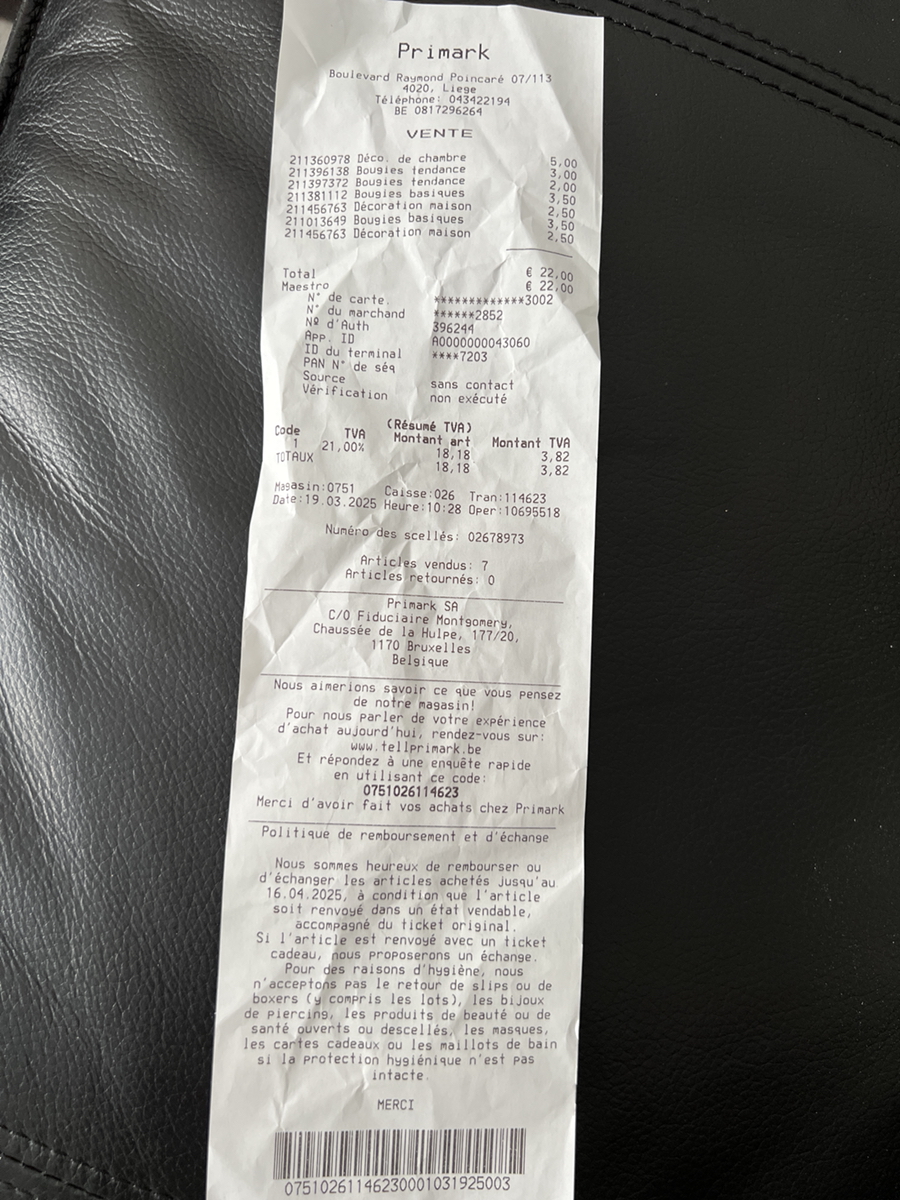 Primark
Boulevard Raymond Poincaré 07/113
4020, Liege
Téléphone: 043422194
BE 0817296264
VENTE
211360978 Déco. de chambre 5,00
211396138 Bougies tendance 3,00
211397372 Bougies tendance 2,00
211381112 Bougies basiques 3,50
211456763 Décoration maison 2,50
211013649 Bougies basiques 3,50
211456763 Décoration maison 2,50
Total € 22,00
Maestro € 22,00
N° de carte. *************3002
N° du marchand ******2852
Nº d'Auth 396244
App. ID A0000000043060
ID du terminal ****7203
PAN N° de séq
Source sans contact
Vérification non exécuté
(Résumé TVA)
Code TVA Montant art Montant TVA
1 21,00% 18,18 3,82
TOTAUX 18,18 3,82
Magasin:0751 Caisse:026 Tran:114623
Date:19.03.2025 Heure:10:28 Oper:10695518
Numéro des scellés: 02678973
Articles vendus: 7
Articles retournés: 0
Primark SA
C/O Fiduciaire Montgomery,
Chaussée de la Hulpe, 177/20,
1170 Bruxelles
Belgique
Nous aimerions savoir ce que vous pensez
de notre magasin!
Pour nous parler de votre expérience
d'achat aujourd'hui, rendez-vous sur:
www.tellprimark.be
Et répondez à une enquête rapide
en utilisant ce code:
0751026114623
Merci d'avoir fait vos achats chez Primark
Politique de remboursement et d'échange
Nous sommes heureux de rembourser ou
d'échanger les articles achetés jusqu'au
16.04.2025, à condition que l'article
soit renvoyé dans un état vendable,
accompagné du ticket original.
Si l'article est renvoyé avec un ticket
cadeau, nous proposerons un échange.
Pour des raisons d'hygiène, nous
n'acceptons pas le retour de slips ou de
boxers (y compris les lots), les bijoux
de piercing, les produits de beauté ou de
santé ouverts ou descellés, les masques,
les cartes cadeaux ou les maillots de bain
si la protection hygiénique n'est pas
intacte.
MERCI
07510261146230001031925003